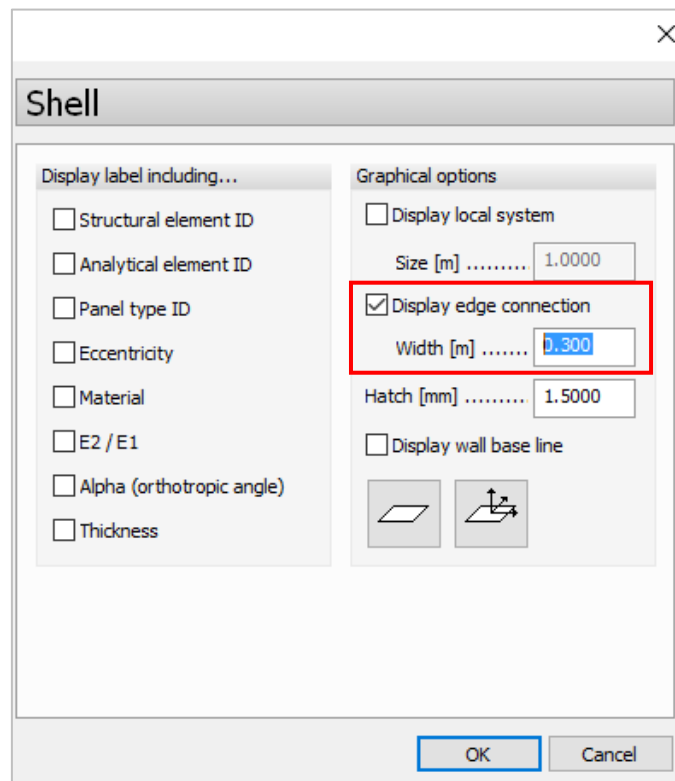 Shell
Display label including...
Structural element ID
Analytical element ID
Panel type ID
Eccentricity
Material
E2 / E1
Alpha (orthotropic angle)
Thickness
Graphical options
Display local system
Size [m] ......... 1.0000
Display edge connection
Width [m] ....... 0.300
Hatch [mm] .......... 1.5000
Display wall base line
OK
Cancel